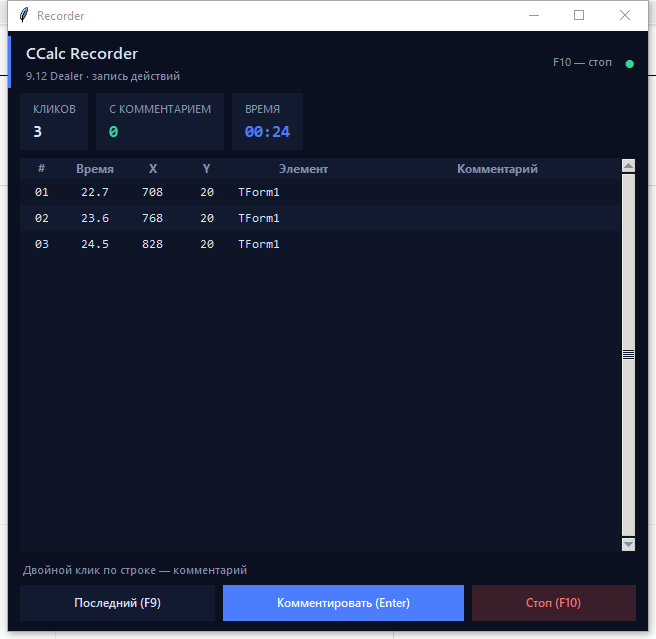 Recorder
CCalc Recorder
9.12 Dealer · запись действий
F10 — стоп
КЛИКОВ
3
С КОММЕНТАРИЕМ
0
ВРЕМЯ
00:24
# Время X Y Элемент Комментарий
01 22.7 708 20 TForm1
02 23.6 768 20 TForm1
03 24.5 828 20 TForm1
Двойной клик по строке — комментарий
Последний (F9)
Комментировать (Enter)
Стоп (F10)